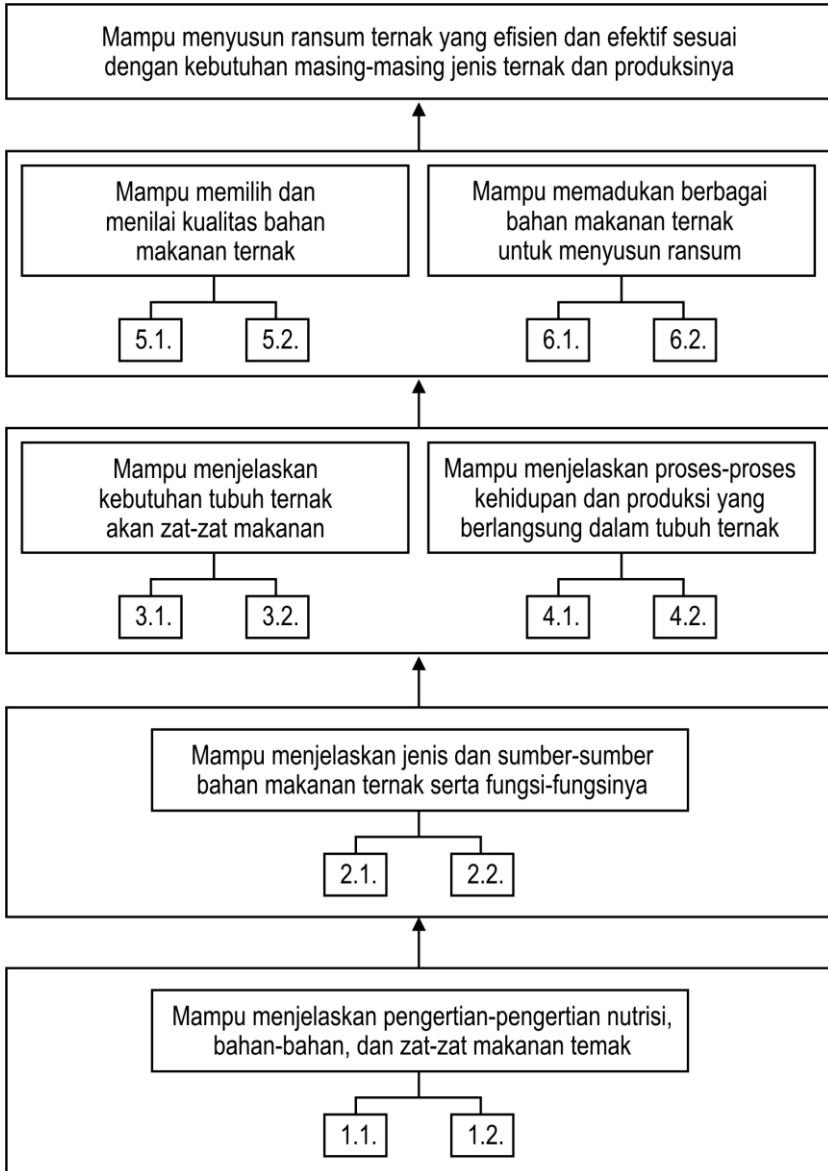 Mampu menyusun ransum ternak yang efisien dan efektif sesuai
dengan kebutuhan masing-masing jenis ternak dan produksinya
Mampu memilih dan
menilai kualitas bahan
makanan ternak
5.1.
5.2.
Mampu memadukan berbagai
bahan makanan ternak
untuk menyusun ransum
6.1.
6.2.
Mampu menjelaskan
kebutuhan tubuh ternak
akan zat-zat makanan
3.1.
3.2.
Mampu menjelaskan proses-proses
kehidupan dan produksi yang
berlangsung dalam tubuh ternak
4.1.
4.2.
Mampu menjelaskan jenis dan sumber-sumber
bahan makanan ternak serta fungsi-fungsinya
2.1.
2.2.
Mampu menjelaskan pengertian-pengertian nutrisi,
bahan-bahan, dan zat-zat makanan temak
1.1.
1.2.